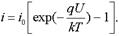 i = i₀[exp(−qU/kT) − 1].